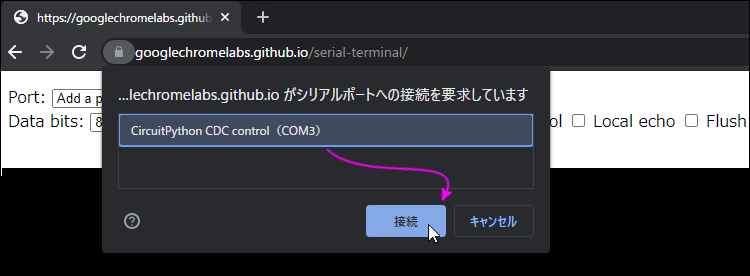 https://googlechromelabs.github
googlechromelabs.github.io/serial-terminal/
...lechromelabs.github.io がシリアルポートへの接続を要求しています
Port: Add a p
Data bits: 8
ol Local echo Flush
CircuitPython CDC control (COM3)
接続
キャンセル